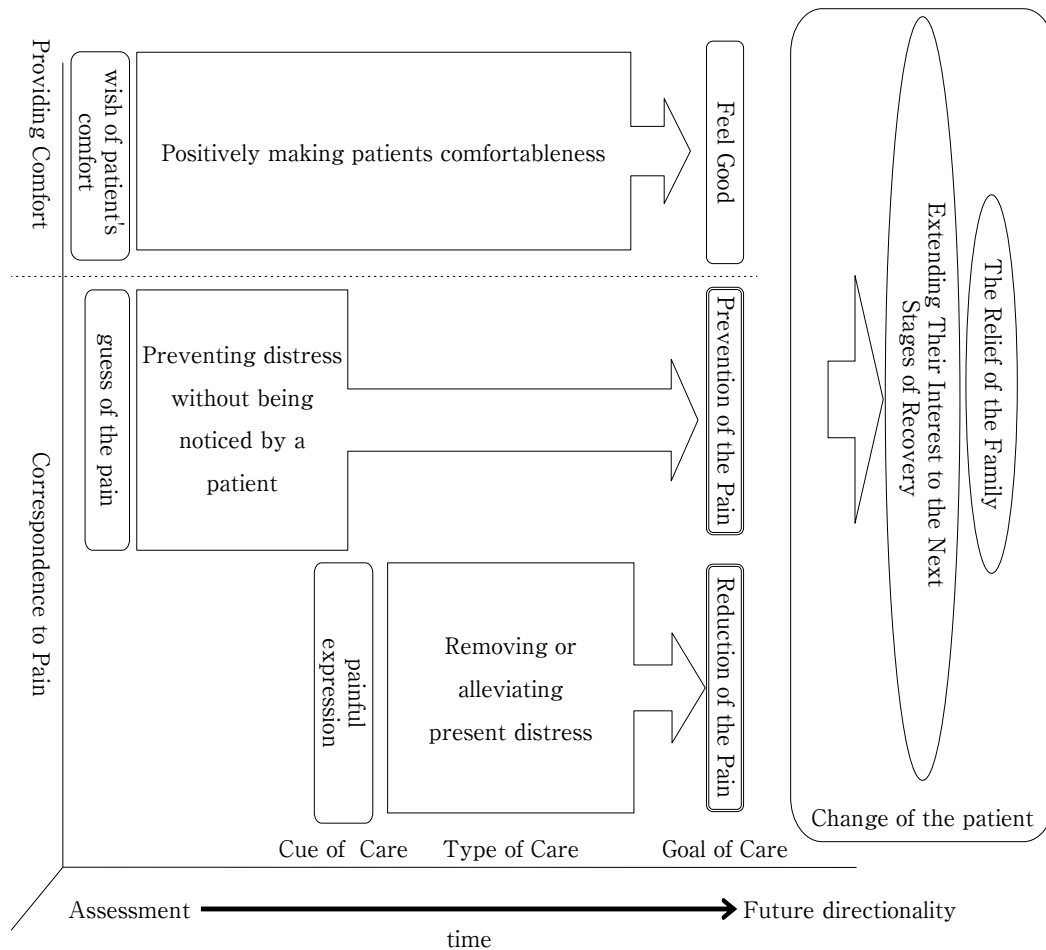 Providing Comfort
wish of patient's
comfort
Positively making patients comfortableness
Feel Good
Correspondence to Pain
guess of the pain
Preventing distress
without being
noticed by a
patient
Prevention of the Pain
painful
expression
Removing or
alleviating
present distress
Reduction of the Pain
Extending Their Interest to the Next
Stages of Recovery
The Relief of the Family
Change of the patient
Cue of Care
Type of Care
Goal of Care
Assessment
Future directionality
time